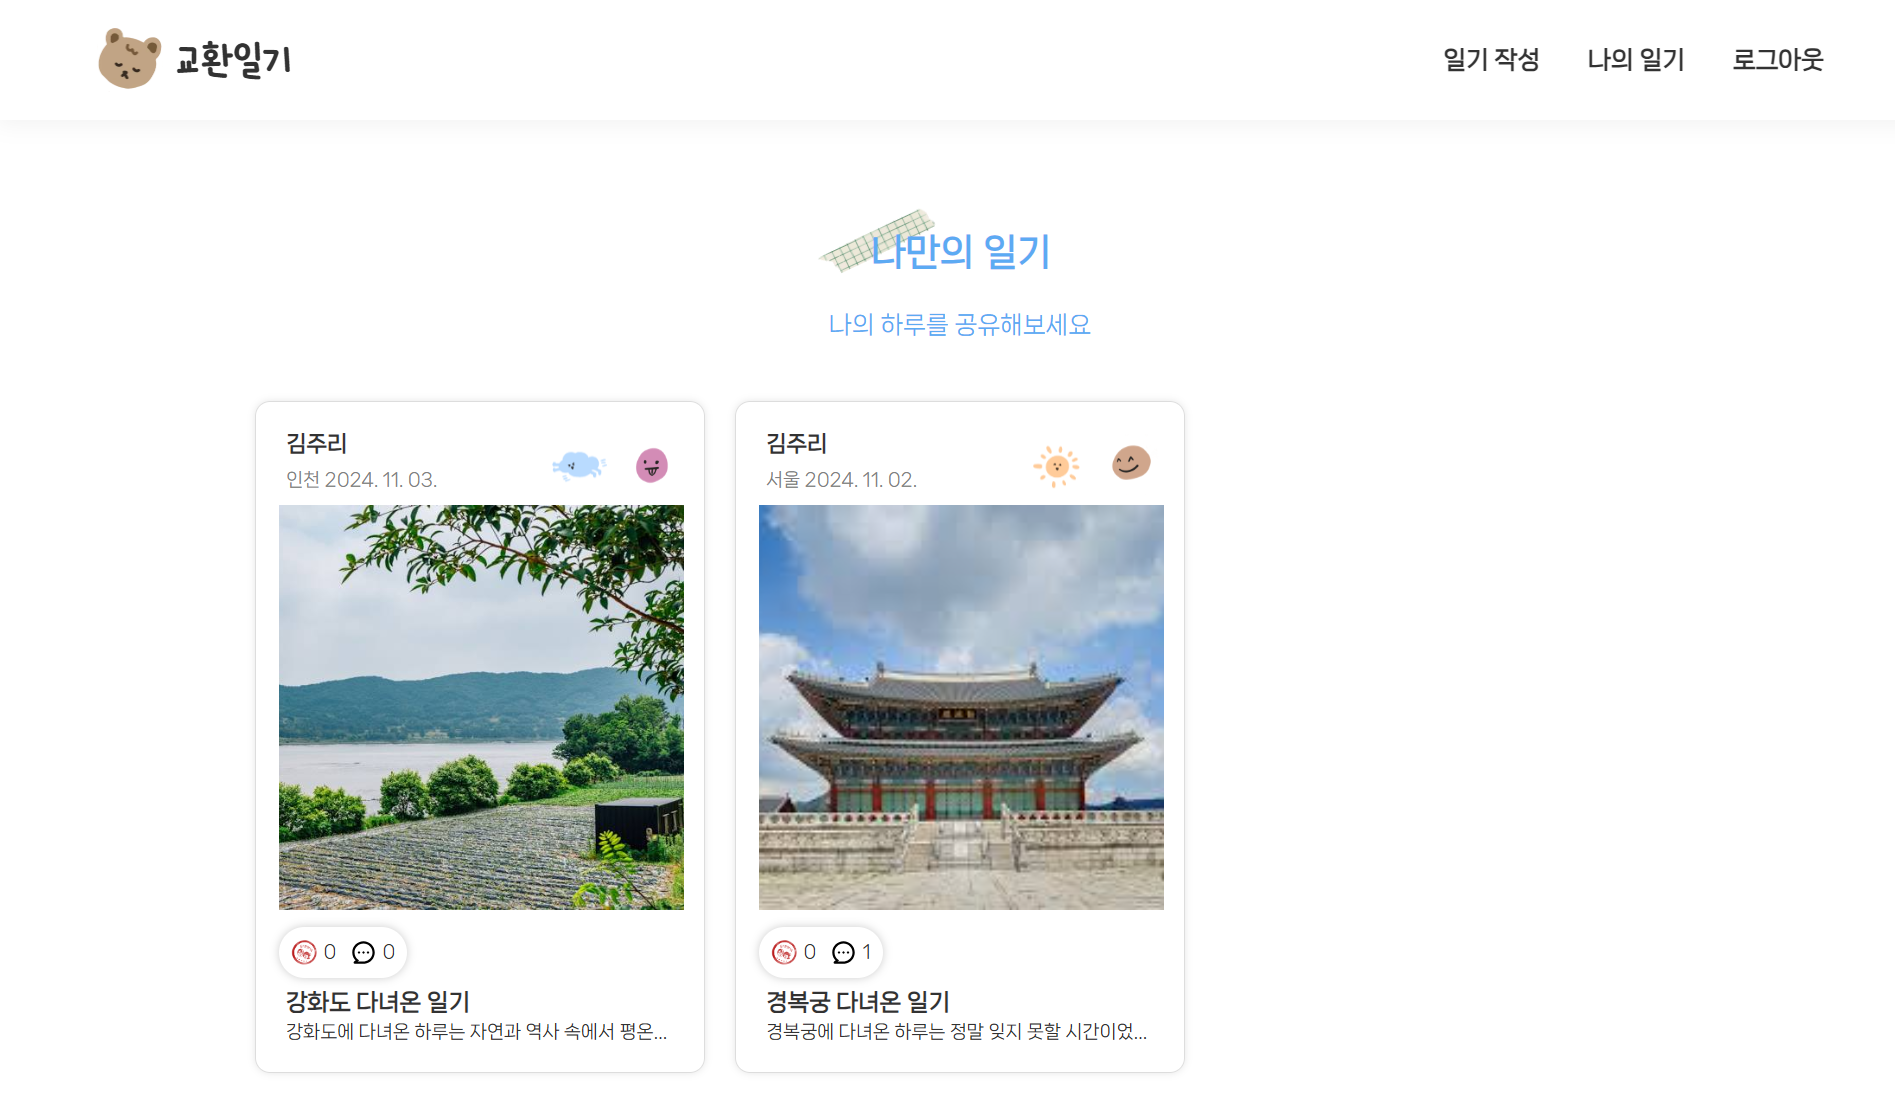 교환일기
일기 작성 나의 일기 로그아웃
나만의 일기
나의 하루를 공유해보세요
김주리
인천 2024. 11. 03.
0 0
강화도 다녀온 일기
강화도에 다녀온 하루는 자연과 역사 속에서 평온...
김주리
서울 2024. 11. 02.
0 1
경복궁 다녀온 일기
경복궁에 다녀온 하루는 정말 잊지 못할 시간이었...